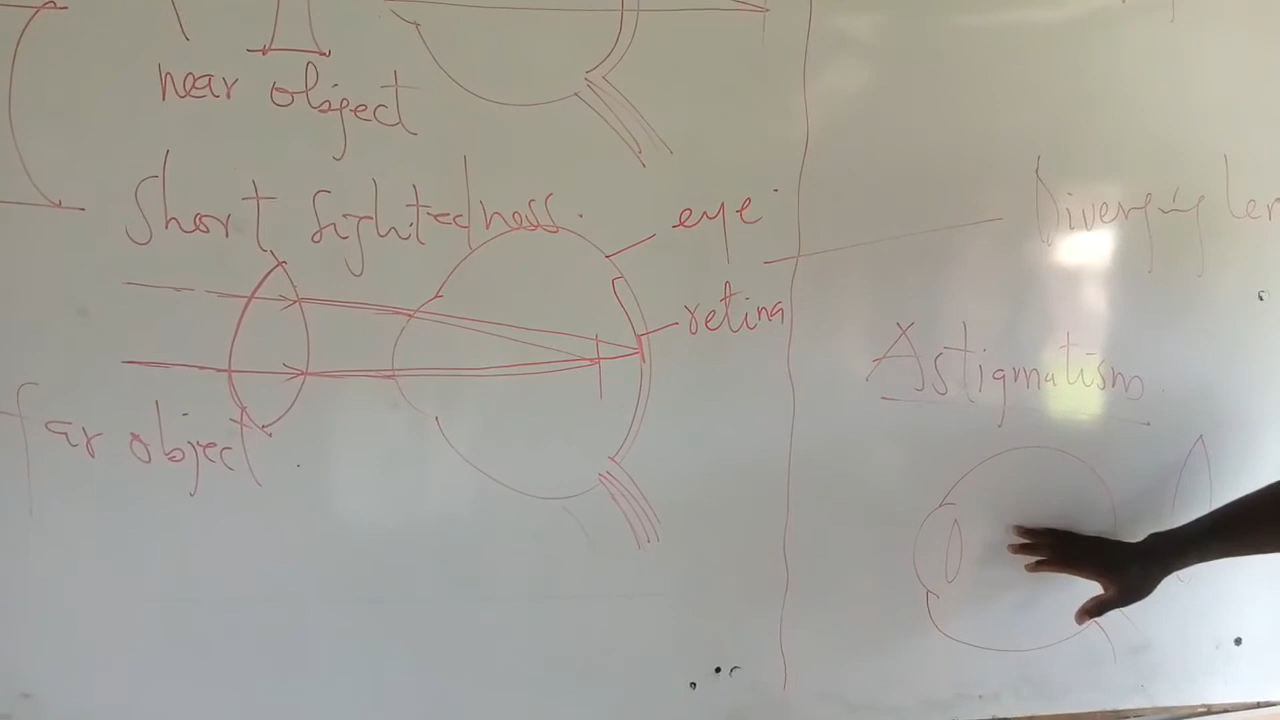 near object
Short sightedness.
eye
retina
far object.
Diverging len
Astigmatism.